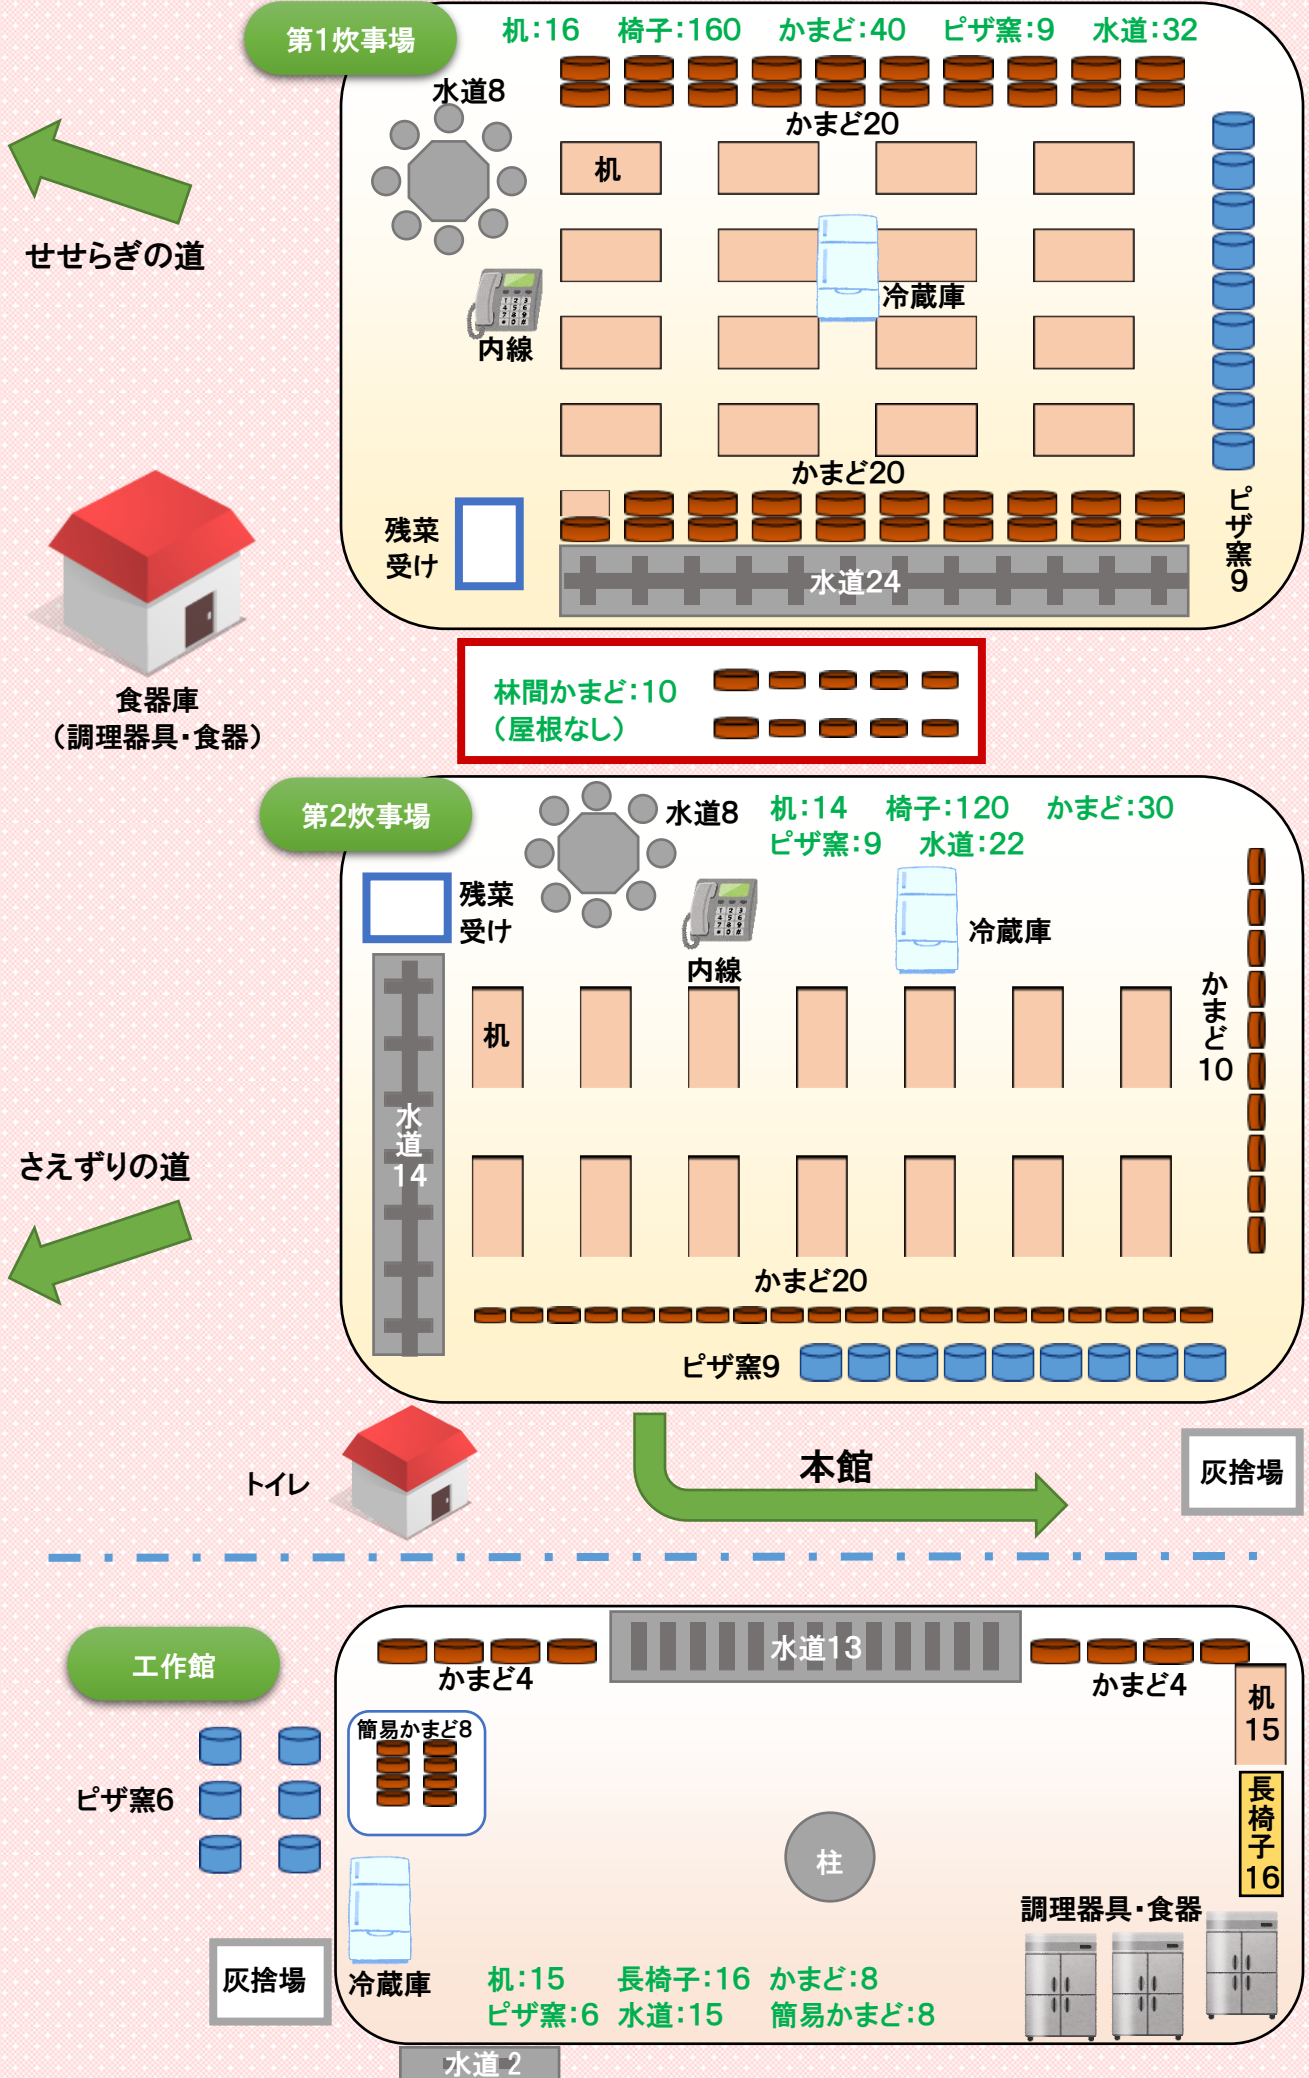 第1炊事場
机：16　椅子：160　かまど：40　ピザ窯：9　水道：32
水道8
かまど20
机
せせらぎの道
冷蔵庫
内線
かまど20
残菜
受け
ピザ窯9
水道24
食器庫
（調理器具・食器）
林間かまど：10
（屋根なし）
第2炊事場
水道8
机：14　椅子：120　かまど：30
ピザ窯：9　水道：22
残菜
受け
冷蔵庫
内線
かまど10
机
水道14
さえずりの道
かまど20
ピザ窯9
トイレ
本館
灰捨場
工作館
水道13
かまど4
かまど4
机
15
簡易かまど8
ピザ窯6
長椅子16
柱
調理器具・食器
灰捨場
冷蔵庫
机：15　長椅子：16　かまど：8
ピザ窯：6　水道：15　簡易かまど：8
水道 2